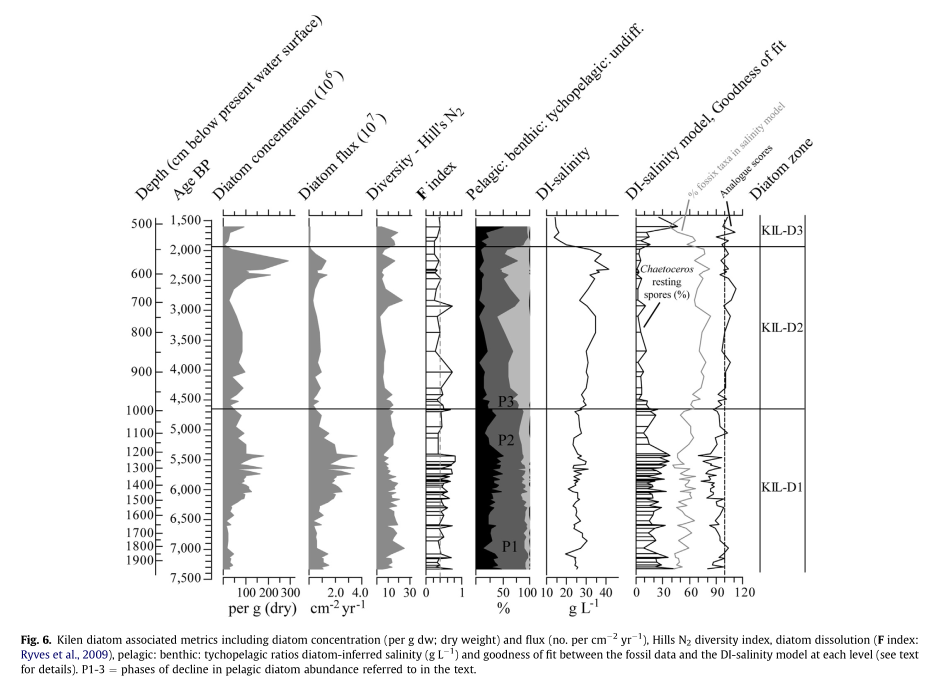 Depth (cm below present water surface)
Age BP
Diatom concentration (10⁶)
Diatom flux (10⁷)
Diversity - Hill's N₂
F index
Pelagic: benthic: tychopelagic: undiff.
DI-salinity
DI-salinity model, Goodness of fit
% fossix taxa in salinity model
Analogue scores
Diatom zone
500
600
700
800
900
1000
1100
1200
1300
1400
1500
1600
1700
1800
1900
1,500
2,000
2,500
3,000
3,500
4,000
4,500
5,000
5,500
6,000
6,500
7,000
7,500
Chaetoceros
resting
spores (%)
P3
P2
P1
KIL-D3
KIL-D2
KIL-D1
0 100 200 300
2.0 4.0
10 30
0 1
0 50 100
10 20 30 40
0 30 60 90 120
per g (dry) cm⁻² yr⁻¹ % g L⁻¹
Fig. 6. Kilen diatom associated metrics including diatom concentration (per g dw; dry weight) and flux (no. per cm⁻² yr⁻¹), Hills N₂ diversity index, diatom dissolution (F index:
Ryves et al., 2009), pelagic: benthic: tychopelagic ratios diatom-inferred salinity (g L⁻¹) and goodness of fit between the fossil data and the DI-salinity model at each level (see text
for details). P1-3 = phases of decline in pelagic diatom abundance referred to in the text.